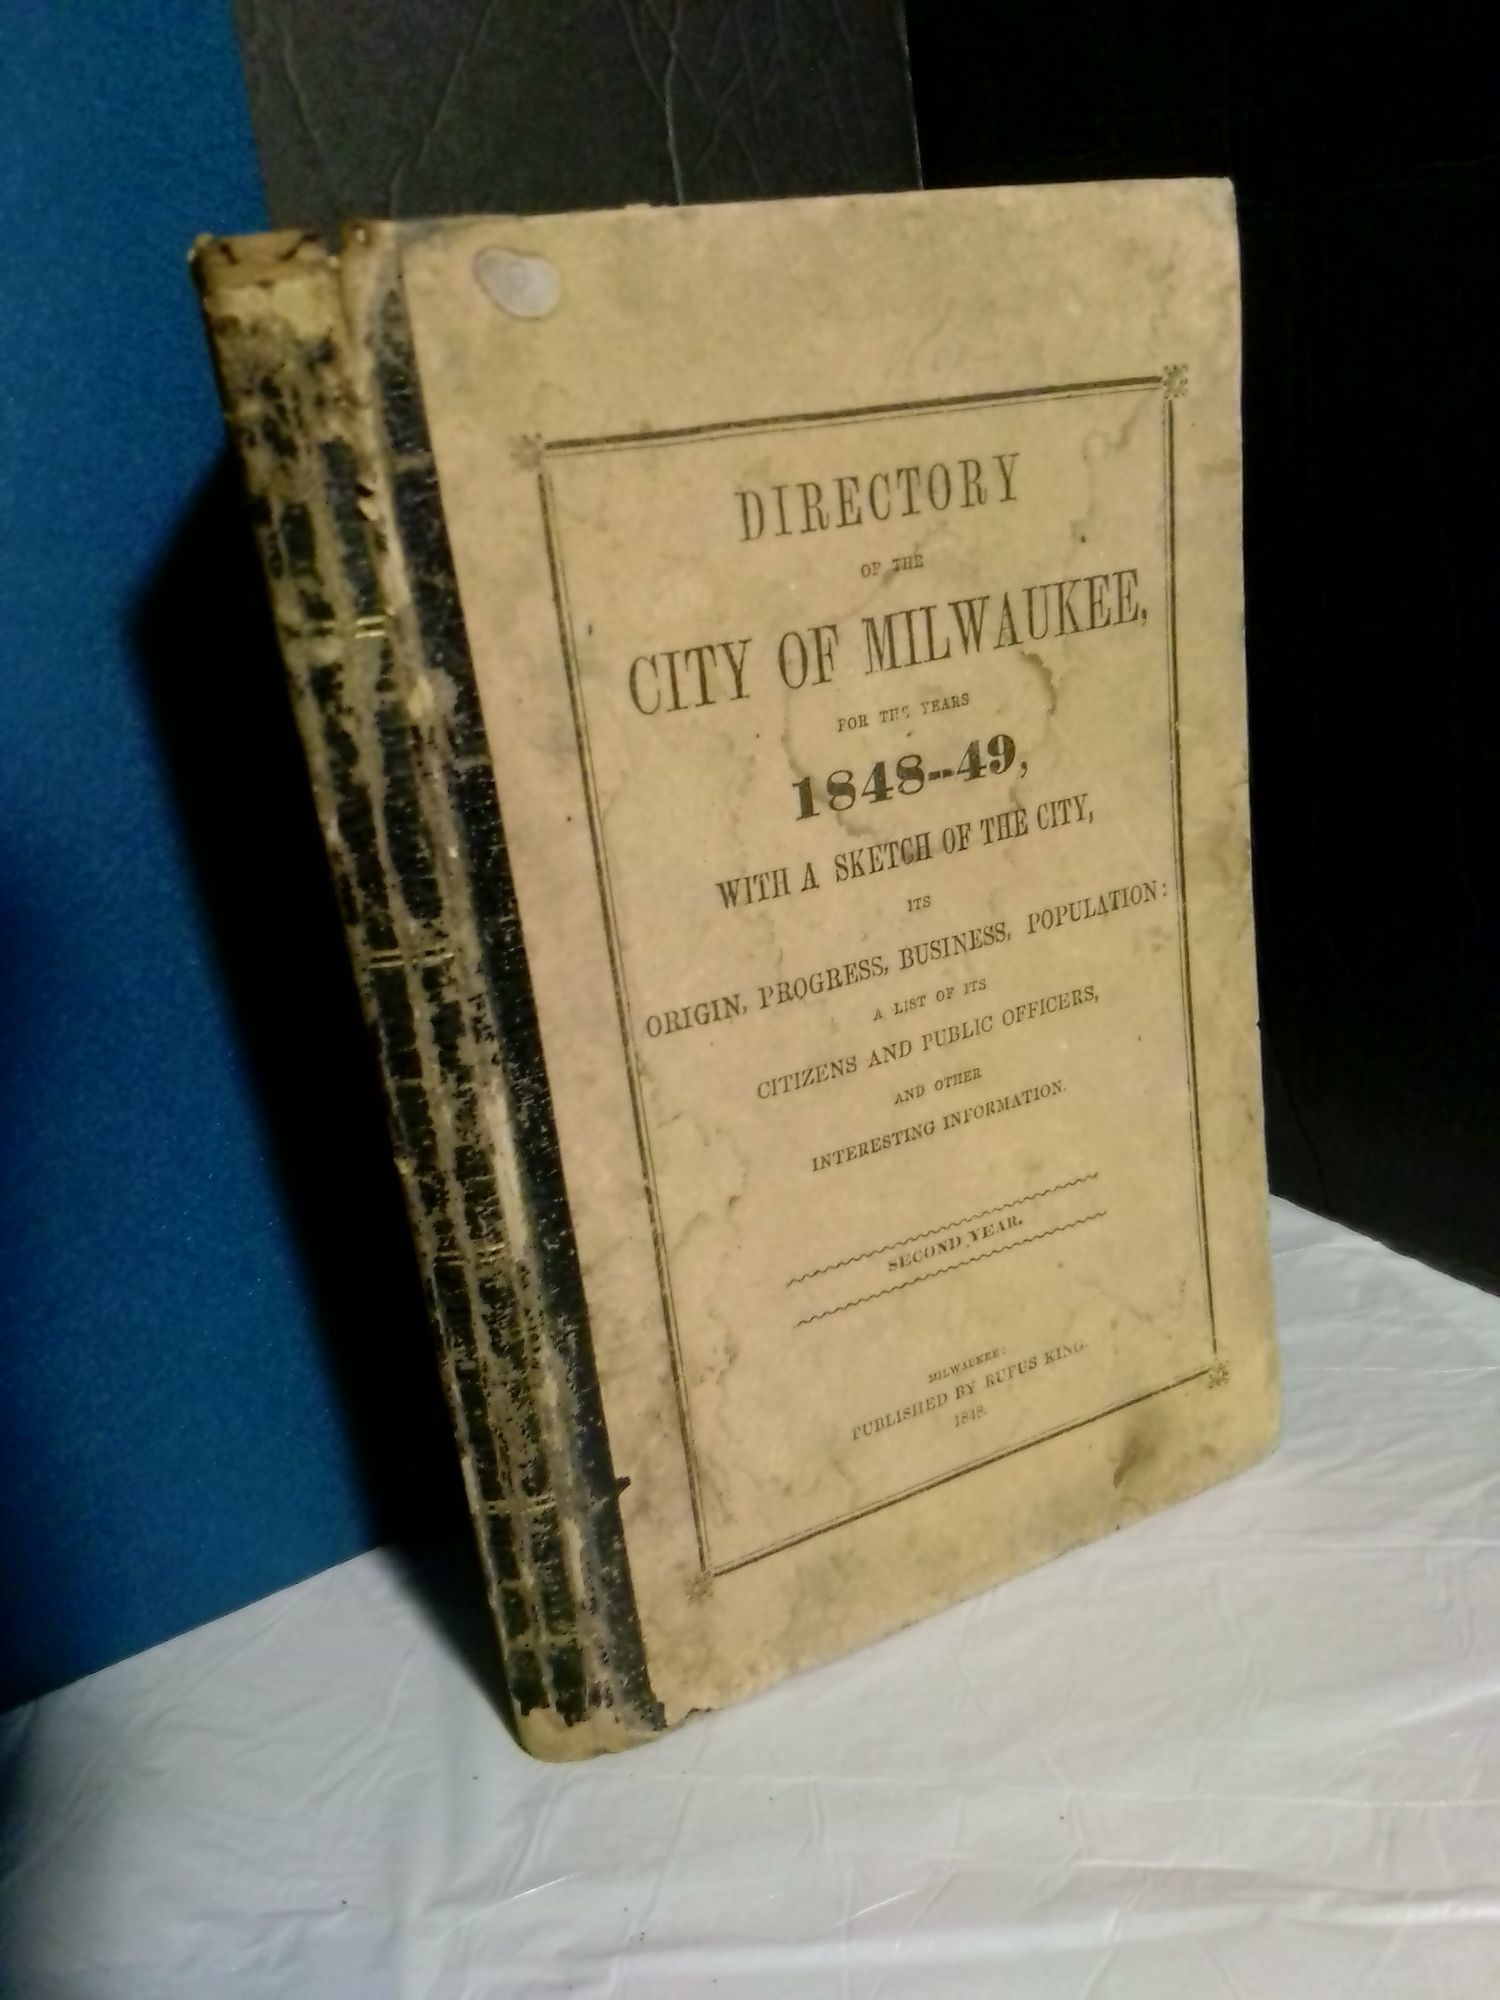 DIRECTORY
OF THE
CITY OF MILWAUKEE,
FOR THE YEARS
1848--49,
WITH A SKETCH OF THE CITY,
ITS
ORIGIN, PROGRESS, BUSINESS, POPULATION:
A LIST OF ITS
CITIZENS AND PUBLIC OFFICERS,
AND OTHER
INTERESTING INFORMATION.
SECOND YEAR.
MILWAUKEE:
PUBLISHED BY RUFUS KING.
1848.